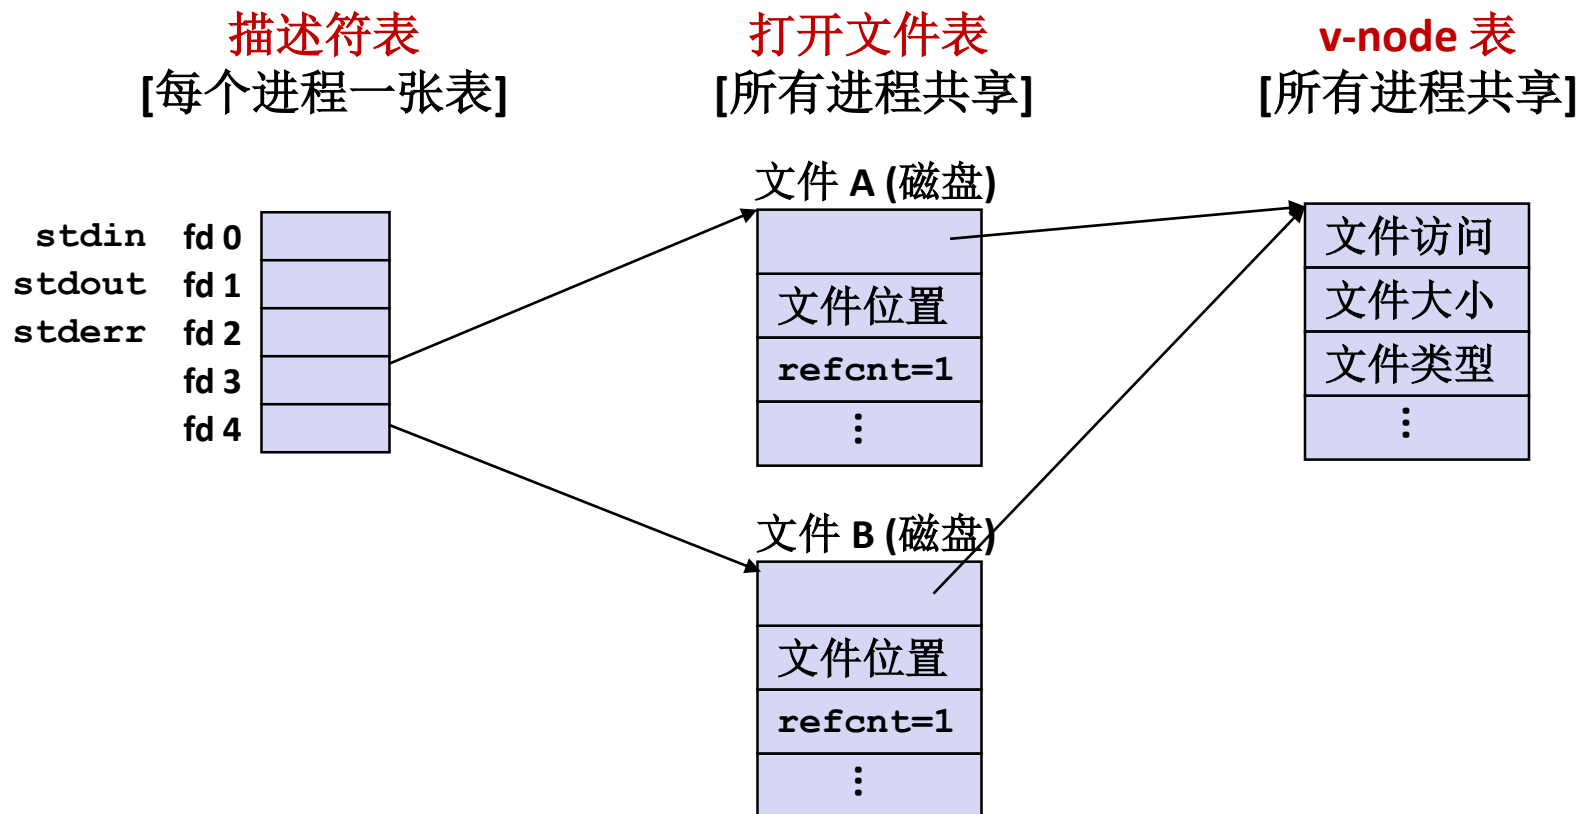 描述符表
[每个进程一张表]
打开文件表
[所有进程共享]
v-node 表
[所有进程共享]
stdin fd 0
stdout fd 1
stderr fd 2
fd 3
fd 4
文件 A (磁盘)
文件位置
refcnt=1
⋮
文件 B (磁盘)
文件位置
refcnt=1
⋮
文件访问
文件大小
文件类型
⋮